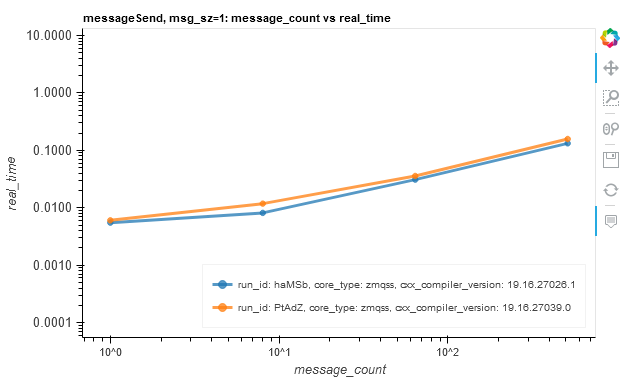 messageSend, msg_sz=1: message_count vs real_time
10.0000
1.0000
0.1000
0.0100
0.0010
0.0001
real_time
run_id: haMSb, core_type: zmqss, cxx_compiler_version: 19.16.27026.1
run_id: PtAdZ, core_type: zmqss, cxx_compiler_version: 19.16.27039.0
10^0
10^1
10^2
message_count